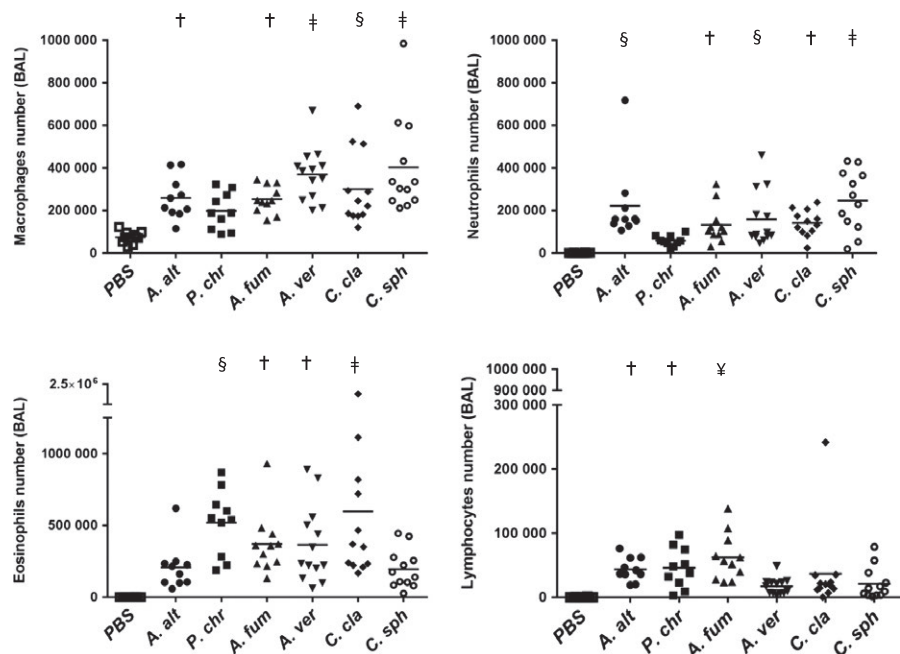 † † ‡ § ‡
Macrophages number (BAL)
1000 000
800 000
600 000
400 000
200 000
0
PBS
A. alt
P. chr
A. fum
A. ver
C. cla
C. sph
§ † § † ‡
Neutrophils number (BAL)
1000 000
800 000
600 000
400 000
200 000
0
PBS
A. alt
P. chr
A. fum
A. ver
C. cla
C. sph
§ † † ‡
Eosinophils number (BAL)
2.5× 10⁶
1000 000
500 000
0
PBS
A. alt
P. chr
A. fum
A. ver
C. cla
C. sph
† † ¥
Lymphocytes number (BAL)
1000 000
900 000
300 000
200 000
100 000
0
PBS
A. alt
P. chr
A. fum
A. ver
C. cla
C. sph